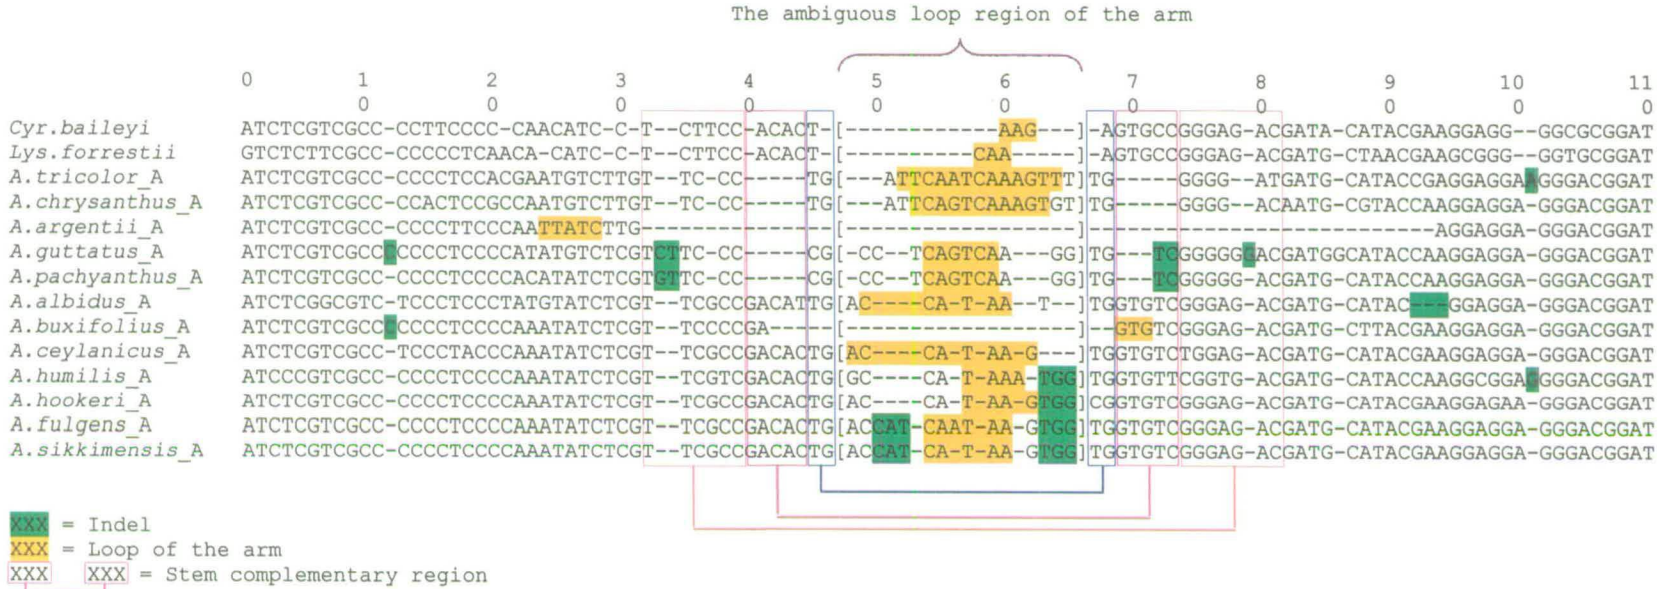 The ambiguous loop region of the arm
0 1 2 3 4 5 6 7 8 9 10 11
0 0 0 0 0 0 0 0 0 0 0
Cyr.baileyi ATCTCGTCGCC-CCTTCCCC-CAACATC-C-T--CTTCC-ACACT-[------------AAG---]-AGTGCCGGGAG-ACGATA-CATACGAAGGAGG--GGCGCGGAT
Lys.forrestii GTCTCTTCGCC-CCCCCTCAACA-CATC-C-T--CTTCC-ACACT-[----------CAA-----]-AGTGCCGGGAG-ACGATG-CTAACGAAGCGGG--GGTGCGGAT
A.tricolor_A ATCTCGTCGCC-CCCCTCCACGAATGTCTTGT--TC-CC-----TG[---ATTCAATCAAAGTTT]TG-----GGGG--ATGATG-CATACCGAGGAGGAAGGGACGGAT
A.chrysanthus_A ATCTCGTCGCC-CCACTCCGCCAATGTCTTGT--TC-CC-----TG[---ATTCAGTCAAAGTGT]TG-----GGGG--ACAATG-CGTACCAAGGAGGA-GGGACGGAT
A.argentii_A ATCTCGTCGCC-CCCCTTCCCAATTATCTTG---------------[------------------]---------------------------AGGAGGA-GGGACGGAT
A.guttatus_A ATCTCGTCGCCGCCCCTCCCCATATGTCTCGTCTTC-CC-----CG[-CC--TCAGTCAA---GG]TG---TCGGGGGGACGATGGCATACCAAGGAGGA-GGGACGGAT
A.pachyanthus_A ATCTCGTCGCC-CCCCTCCCCACATATCTCGTGTTC-CC-----CG[-CC--TCAGTCAA---GG]TG---TCGGGGG-ACGATG-CATACCAAGGAGGA-GGGACGGAT
A.albidus_A ATCTCGGCGTC-TCCCTCCCTATGTATCTCGT--TCGCCGACATTG[AC----CA-T-AA--T--]TGGTGTCGGGAG-ACGATG-CATAC---GGAGGA-GGGACGGAT
A.buxifolius_A ATCTCGTCGCCCCCCCTCCCCAAATATCTCGT--TCCCCGA-----[------------------]--GTGTCGGGAG-ACGATG-CTTACGAAGGAGGA-GGGACGGAT
A.ceylanicus_A ATCTCGTCGCC-TCCCTACCCAAATATCTCGT--TCGCCGACACTG[AC----CA-T-AA-G---]TGGTGTCTGGAG-ACGATG-CATACGAAGGAGGA-GGGACGGAT
A.humilis_A ATCCCGTCGCC-CCCCTCCCCAAATATCTCGT--TCGTCGACACTG[GC----CA-T-AAA-TGG]TGGTGTTCGGTG-ACGATG-CATACCAAGGCGGAGGGGACGGAT
A.hookeri_A ATCTCGTCGCC-CCCCTCCCCAAATATCTCGT--TCGCCGACACTG[AC----CA-T-AA-GTGG]CGGTGTCGGGAG-ACGATG-CATACGAAGGAGAA-GGGACGGAT
A.fulgens_A ATCTCGTCGCC-CCCCTCCCCAAATATCTCGT--TCGCCGACACTG[ACCAT-CAAT-AA-GTGG]TGGTGTCGGGAG-ACGATG-CATACGAAGGAGGA-GGGACGGAT
A.sikkimensis_A ATCTCGTCGCC-CCCCTCCCCAAATATCTCGT--TCGCCGACACTG[ACCAT-CA-T-AA-GTGG]TGGTGTCGGGAG-ACGATG-CATACGAAGGAGGA-GGGACGGAT
XXX = Indel
XXX = Loop of the arm
XXX XXX = Stem complementary region